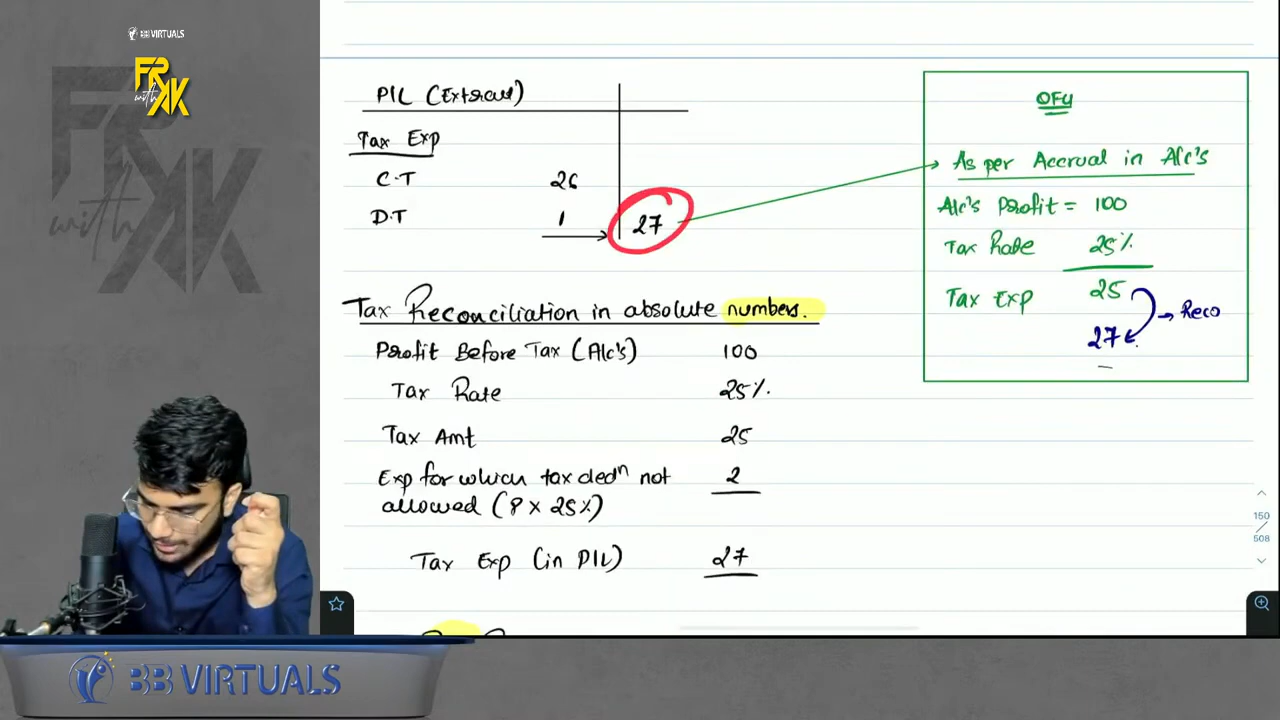 BB VIRTUALS
FR
with AK
FR
with
AK
P/L (Extract)
Tax Exp
C.T 26
D.T 1 27
Tax Reconciliation in absolute numbers.
Profit Before Tax (A/c's) 100
Tax Rate 25%.
Tax Amt 25
Exp for which tax dedⁿ not 2
allowed (8 x 25%)
Tax Exp (in P/L) 27
As per Accrual in A/c's
A/c's Profit = 100
Tax Rate 25%
Tax Exp 25
→ Reco
27
150
/
508
BB VIRTUALS